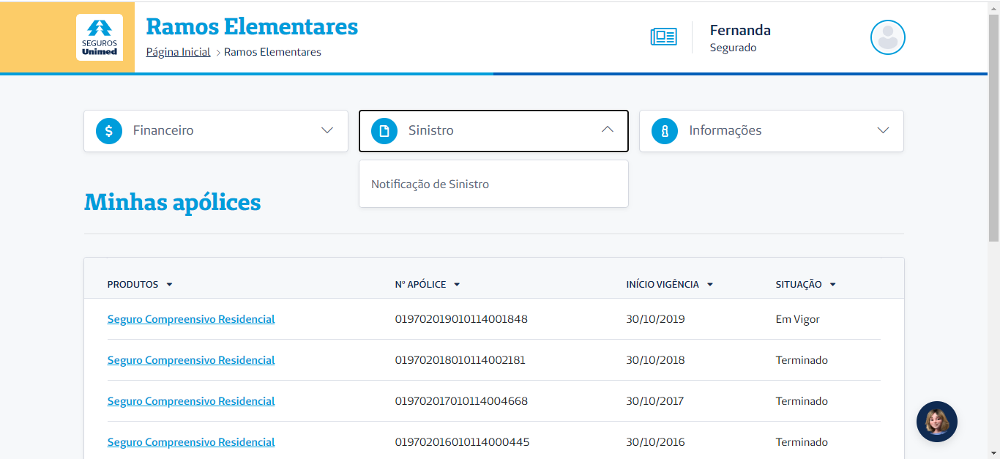 SEGUROS
Unimed
Ramos Elementares
Página Inicial > Ramos Elementares
Fernanda
Segurado
$ Financeiro
Sinistro
Informações
Notificação de Sinistro
Minhas apólices
PRODUTOS Nº APÓLICE INÍCIO VIGÊNCIA SITUAÇÃO
Seguro Compreensivo Residencial 019702019010114001848 30/10/2019 Em Vigor
Seguro Compreensivo Residencial 019702018010114002181 30/10/2018 Terminado
Seguro Compreensivo Residencial 019702017010114004668 30/10/2017 Terminado
Seguro Compreensivo Residencial 019702016010114000445 30/10/2016 Terminado